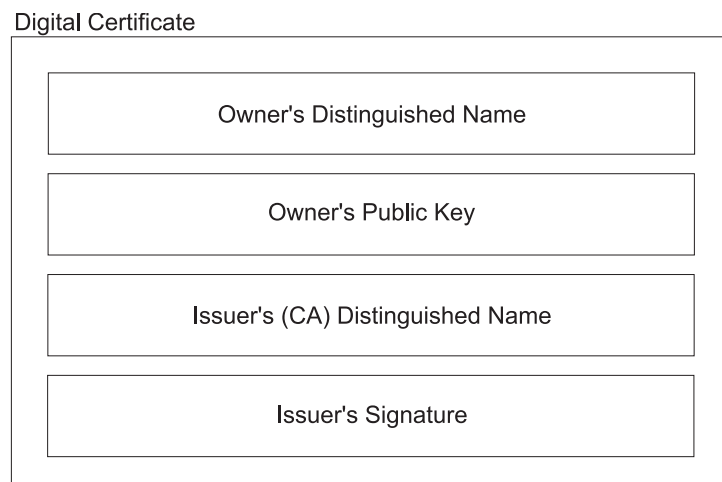 Digital Certificate
Owner's Distinguished Name
Owner's Public Key
Issuer's (CA) Distinguished Name
Issuer's Signature